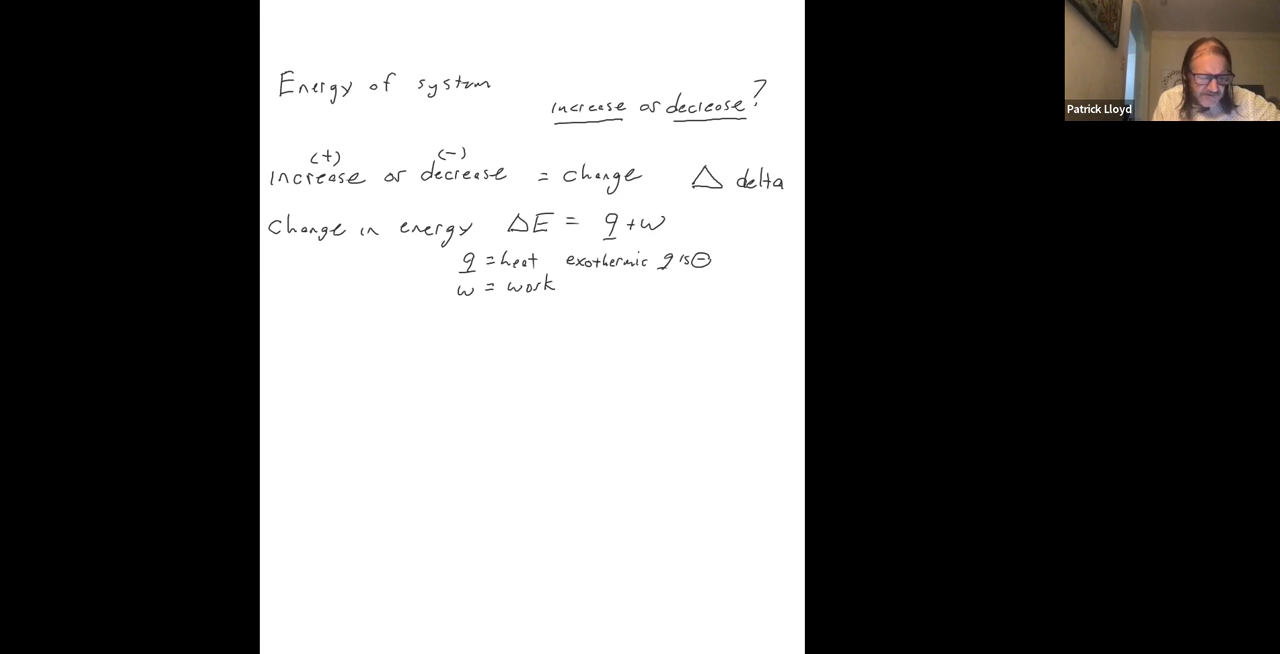 Energy of system
increase or decrease?
(+) (-)
increase or decrease = change Δ delta
Change in energy ΔE = q + w
q = heat exothermic q is ⊖
w = work
Patrick Lloyd